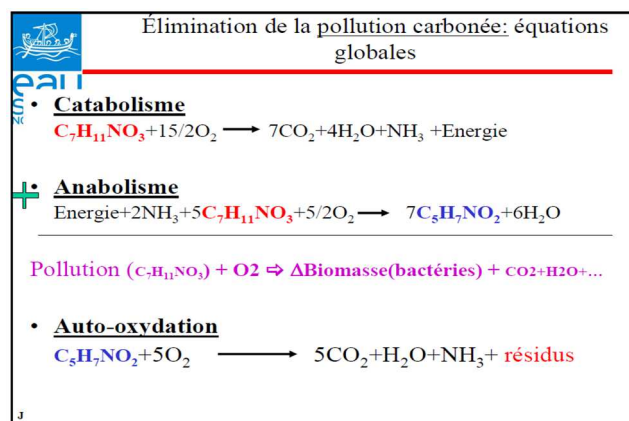 Élimination de la pollution carbonée: équations
globales
eau
• Catabolisme
C₇H₁₁NO₃+15/2O₂ → 7CO₂+4H₂O+NH₃ +Energie
• Anabolisme
Energie+2NH₃+5C₇H₁₁NO₃+5/2O₂ → 7C₅H₇NO₂+6H₂O
Pollution (C₇H₁₁NO₃) + O2 ⇨ ΔBiomasse(bactéries) + CO2+H2O+...
• Auto-oxydation
C₅H₇NO₂+5O₂ → 5CO₂+H₂O+NH₃+ résidus
J